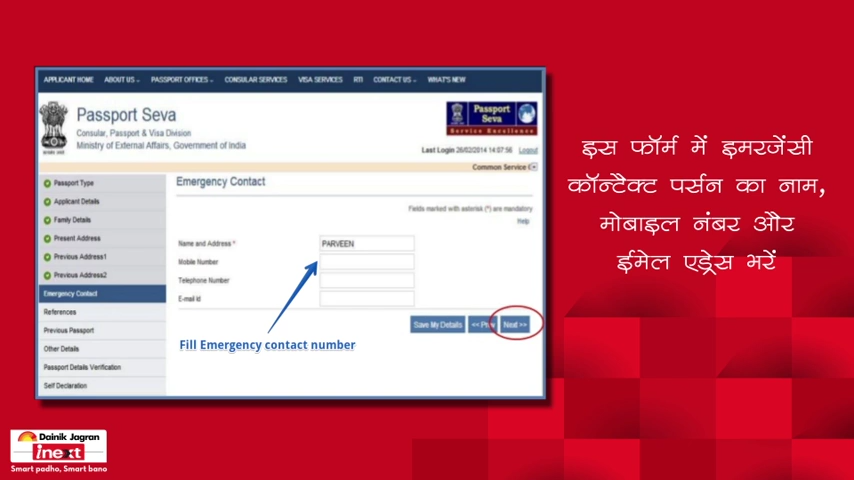 APPLICANT HOME ABOUT US PASSPORT OFFICES CONSULAR SERVICES VISA SERVICES RTI CONTACT US WHAT'S NEW
Passport Seva
Consular, Passport & Visa Division
Ministry of External Affairs, Government of India
Passport
Seva
Service Excellence
Last Login 26/02/2014 14:07:56 Logout
Common Service
Passport Type
Applicant Details
Family Details
Present Address
Previous Address1
Previous Address2
Emergency Contact
References
Previous Passport
Other Details
Passport Details Verification
Self Declaration
Emergency Contact
Fields marked with asterisk (*) are mandatory
Help
Name and Address * PARVEEN
Mobile Number
Telephone Number
E-mail Id
Save My Details << Prev Next >>
Fill Emergency contact number
इस फॉर्म में इमरजेंसी
कॉन्टैक्ट पर्सन का नाम,
मोबाइल नंबर और
ईमेल एड्रेस भरें
Dainik Jagran
inext
Smart padho, Smart bano